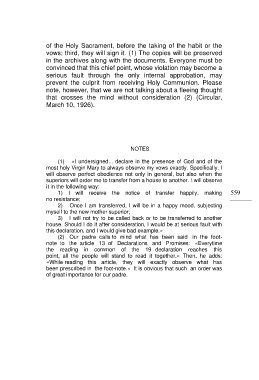 of the Holy Sacrament, before the taking of the habit or the
vows; third, they will sign it. (1) The copies will be preserved
in the archives along with the documents. Everyone must be
convinced that this chief point, whose violation may become a
serious fault through the only internal approbation, may
prevent the culprit from receiving Holy Communion. Please
note, however, that we are not talking about a fleeing thought
that crosses the mind without consideration (2) (Circular,
March 10, 1926).
NOTES
(1) «I undersigned... declare in the presence of God and of the
most holy Virgin Mary to always observe my vows exactly. Specifically, I
will observe perfect obedience not only in general, but also when the
superiors will order me to transfer from a house to another. I will observe
it in the following way:
1) I will receive the notice of transfer happily, making
no resistance;
2) Once I am transferred, I will be in a happy mood, subjecting
myself to the new mother superior;
3) I will not try to be called back or to be transferred to another
house. Should I do it after consideration, I would be at serious fault with
this declaration, and I would give bad example.»
(2) Our padre calls to mind what has been said in the foot-
note to the article 13 of Declarations and Promises: «Everytime
the reading in common of the 19 declaration reaches this
point, all the people will stand to read it together.» Then, he adds:
«While reading this article, they will exactly observe what has
been prescribed in the foot-note.» It is obvious that such an order was
of great importance for our padre.
559